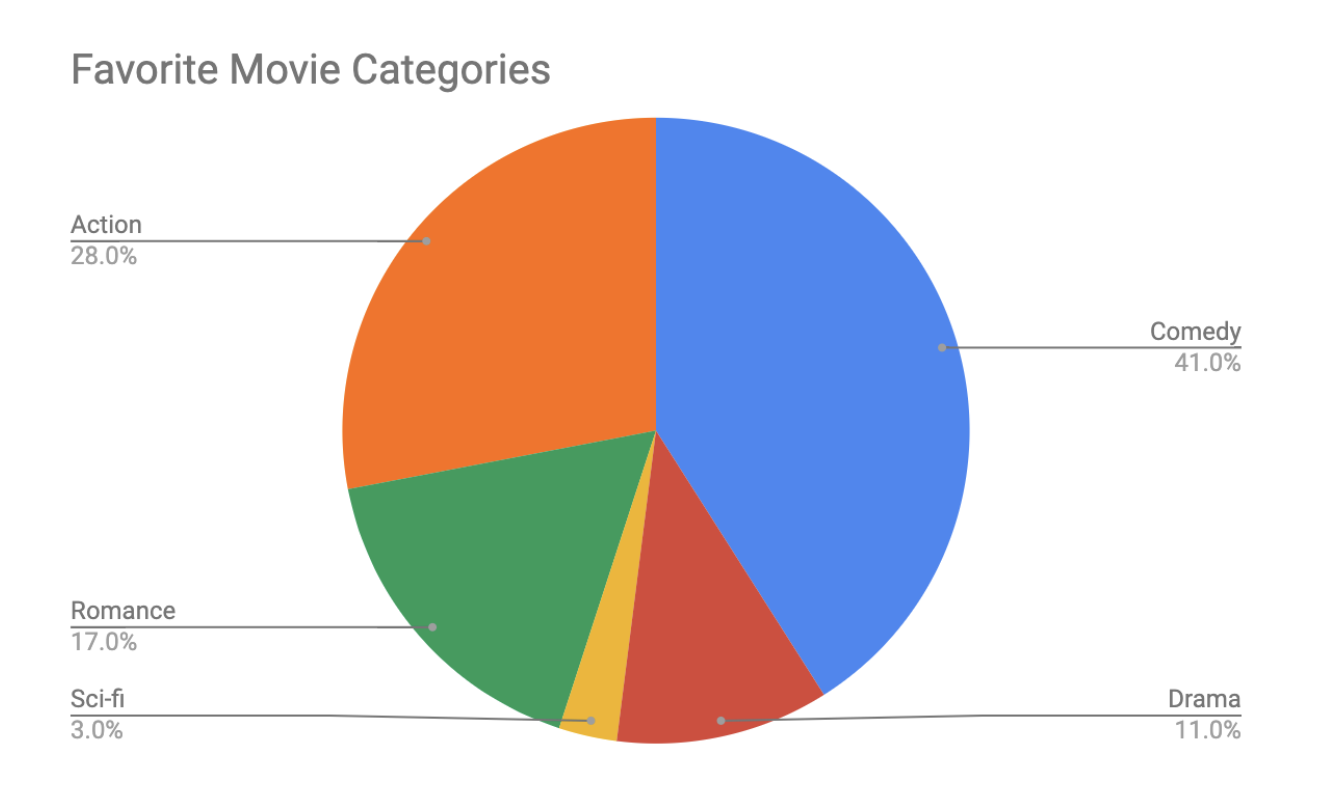 Favorite Movie Categories
Action
28.0%
Comedy
41.0%
Romance
17.0%
Sci-fi
3.0%
Drama
11.0%